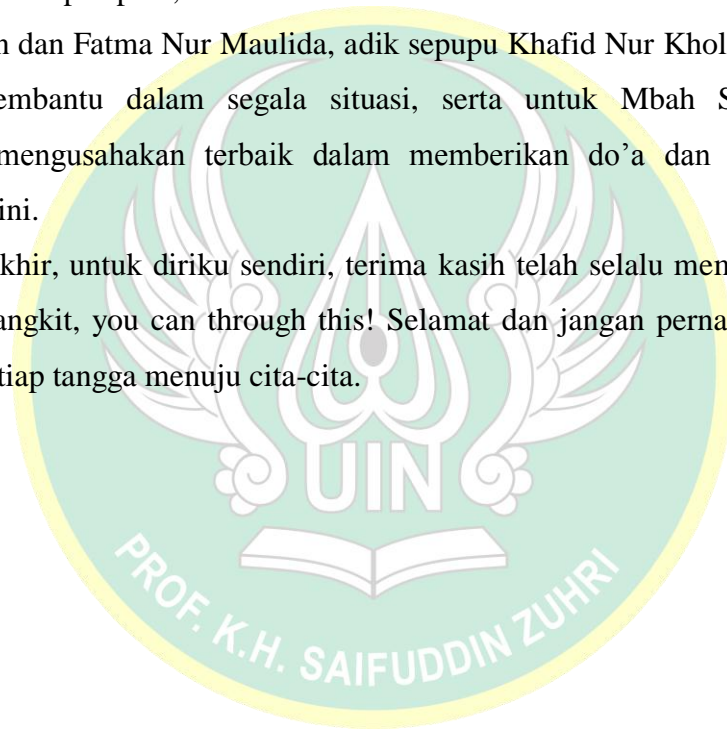 n dan Fatma Nur Maulida, adik sepupu Khafid Nur Khol
embantu dalam segala situasi, serta untuk Mbah S
mengusahakan terbaik dalam memberikan do’a dan
ini.
khir, untuk diriku sendiri, terima kasih telah selalu men
angkit, you can through this! Selamat dan jangan perna
tiap tangga menuju cita-cita.
UIN
PROF. K.H. SAIFUDDIN ZUHRI